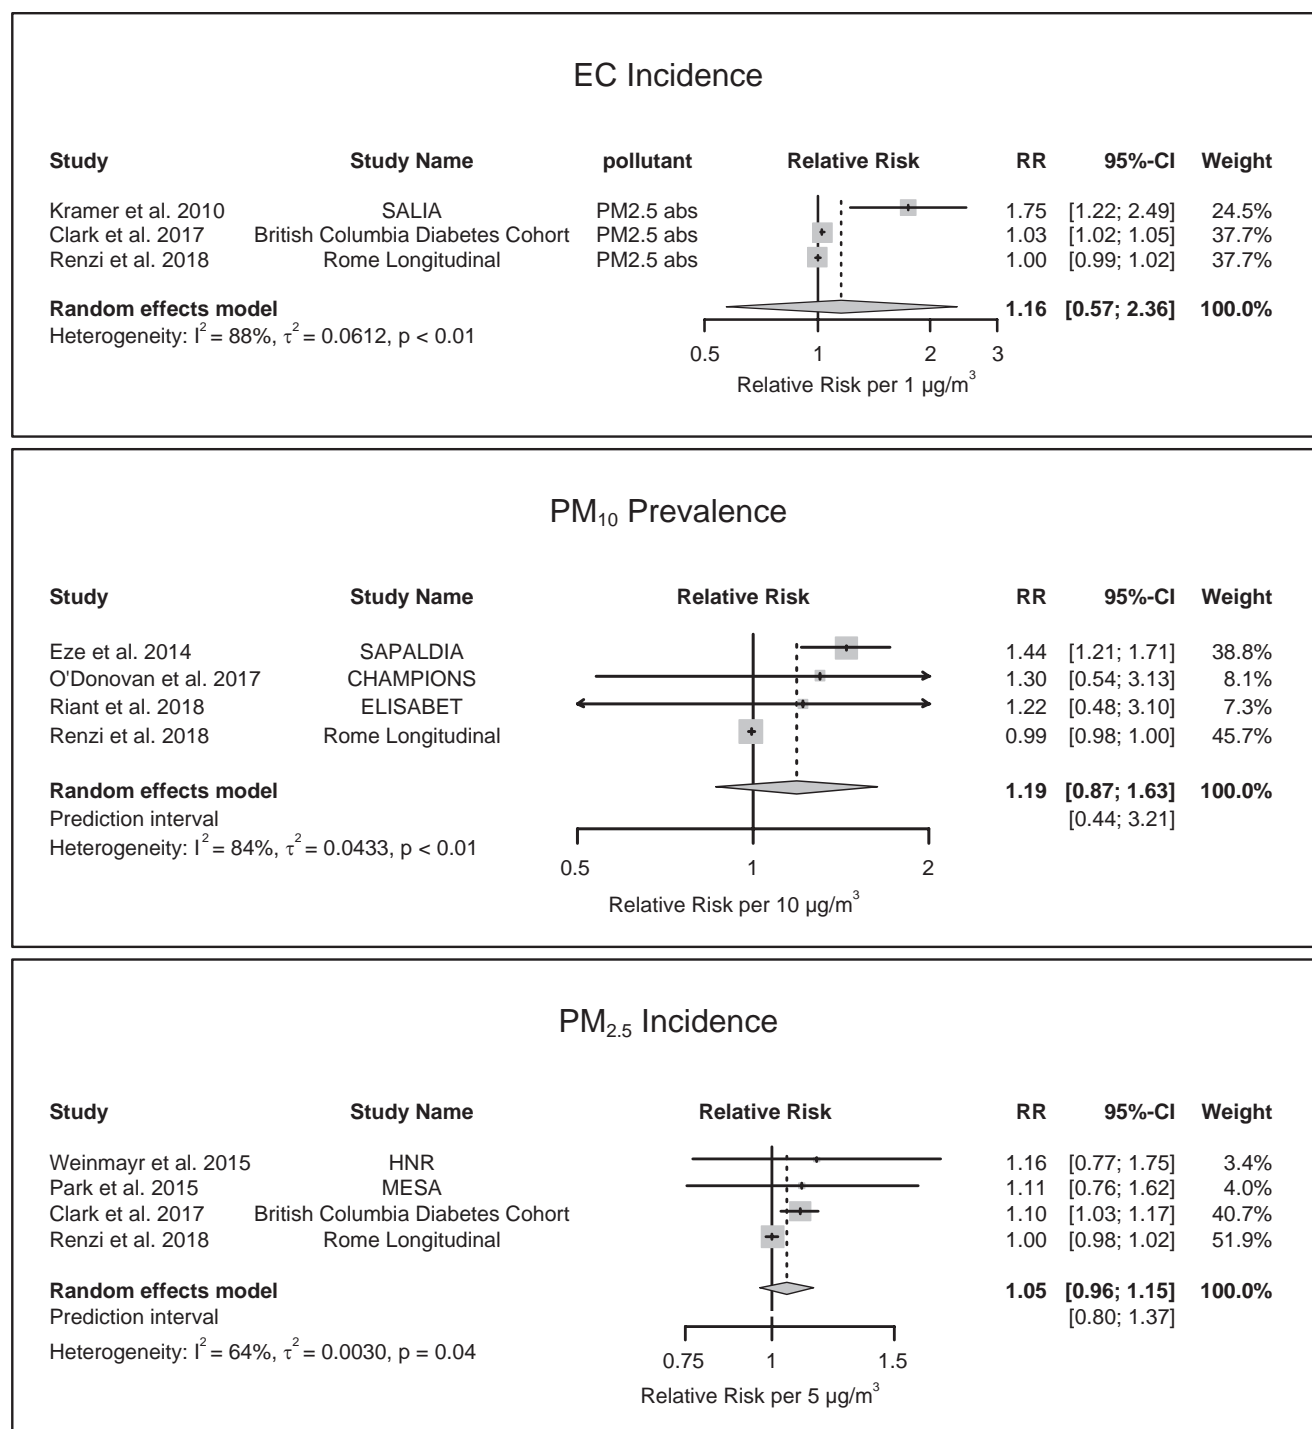 EC Incidence
Study Study Name pollutant Relative Risk RR 95%-CI Weight
Kramer et al. 2010 SALIA PM2.5 abs 1.75 [1.22; 2.49] 24.5%
Clark et al. 2017 British Columbia Diabetes Cohort PM2.5 abs 1.03 [1.02; 1.05] 37.7%
Renzi et al. 2018 Rome Longitudinal PM2.5 abs 1.00 [0.99; 1.02] 37.7%
Random effects model 1.16 [0.57; 2.36] 100.0%
Heterogeneity: I² = 88%, τ² = 0.0612, p < 0.01
0.5 1 2 3
Relative Risk per 1 µg/m³
PM₁₀ Prevalence
Study Study Name Relative Risk RR 95%-CI Weight
Eze et al. 2014 SAPALDIA 1.44 [1.21; 1.71] 38.8%
O'Donovan et al. 2017 CHAMPIONS 1.30 [0.54; 3.13] 8.1%
Riant et al. 2018 ELISABET 1.22 [0.48; 3.10] 7.3%
Renzi et al. 2018 Rome Longitudinal 0.99 [0.98; 1.00] 45.7%
Random effects model 1.19 [0.87; 1.63] 100.0%
Prediction interval [0.44; 3.21]
Heterogeneity: I² = 84%, τ² = 0.0433, p < 0.01
0.5 1 2
Relative Risk per 10 µg/m³
PM₂.₅ Incidence
Study Study Name Relative Risk RR 95%-CI Weight
Weinmayr et al. 2015 HNR 1.16 [0.77; 1.75] 3.4%
Park et al. 2015 MESA 1.11 [0.76; 1.62] 4.0%
Clark et al. 2017 British Columbia Diabetes Cohort 1.10 [1.03; 1.17] 40.7%
Renzi et al. 2018 Rome Longitudinal 1.00 [0.98; 1.02] 51.9%
Random effects model 1.05 [0.96; 1.15] 100.0%
Prediction interval [0.80; 1.37]
Heterogeneity: I² = 64%, τ² = 0.0030, p = 0.04
0.75 1 1.5
Relative Risk per 5 µg/m³